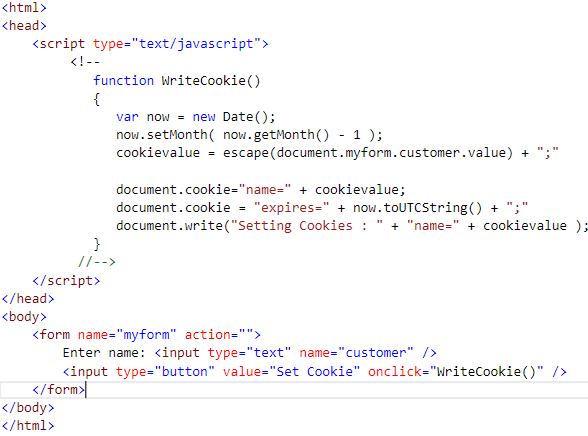 <html>
<head>
<script type="text/javascript">
<!--
function WriteCookie()
{
var now = new Date();
now.setMonth( now.getMonth() - 1 );
cookievalue = escape(document.myform.customer.value) + ";"
document.cookie="name=" + cookievalue;
document.cookie = "expires=" + now.toUTCString() + ";"
document.write("Setting Cookies : " + "name=" + cookievalue );
}
//-->
</script>
</head>
<body>
<form name="myform" action="">
Enter name: <input type="text" name="customer" />
<input type="button" value="Set Cookie" onclick="WriteCookie()" />
</form>
</body>
</html>